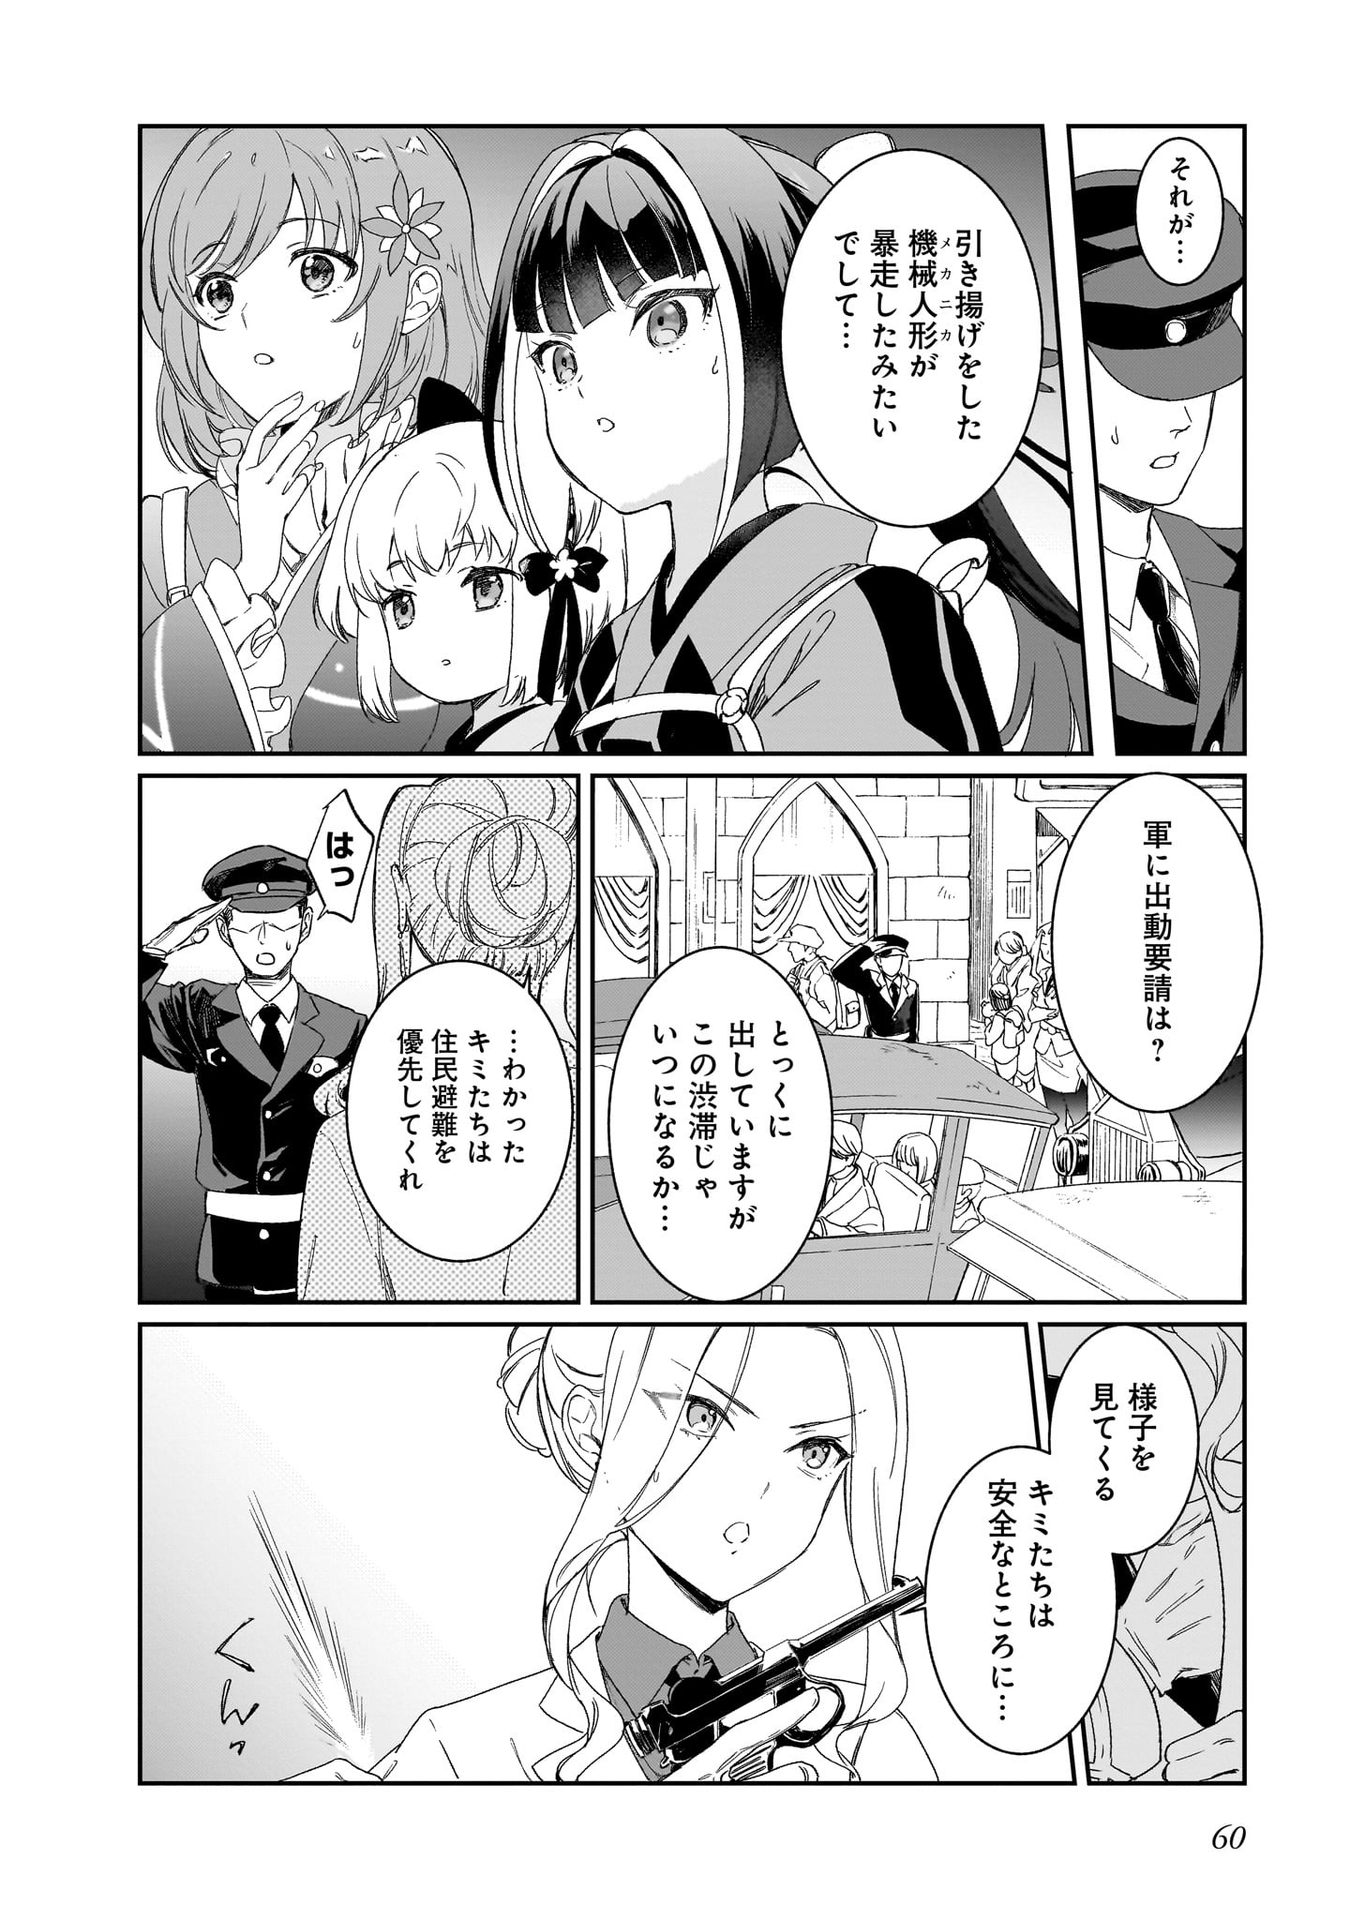 それが…
引き揚げをした
機械人形が
メカニカ
暴走したみたい
でして…
軍に出動要請は?
とっくに
出していますが
この渋滞じゃ
いつになるか…
…わかった
キミたちは
住民避難を
優先してくれ
はっ
様子を
見てくる
キミたちは
安全なところに…
くんッ
60